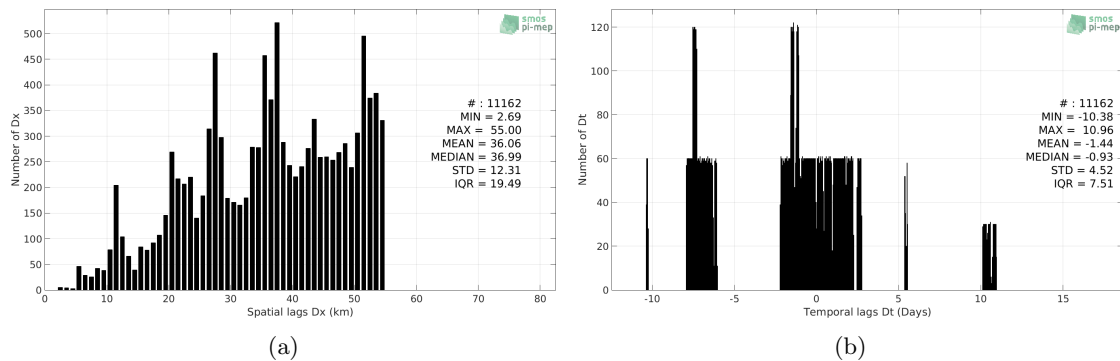 smos
pi-mep
Number of Dx
500
450
400
350
300
250
200
150
100
50
0
# : 11162
MIN = 2.69
MAX = 55.00
MEAN = 36.06
MEDIAN = 36.99
STD = 12.31
IQR = 19.49
0 10 20 30 40 50 60 70 80
Spatial lags Dx (km)
(a)
smos
pi-mep
Number of Dt
120
100
80
60
40
20
0
# : 11162
MIN = -10.38
MAX = 10.96
MEAN = -1.44
MEDIAN = -0.93
STD = 4.52
IQR = 7.51
-10 -5 0 5 10 15
Temporal lags Dt (Days)
(b)